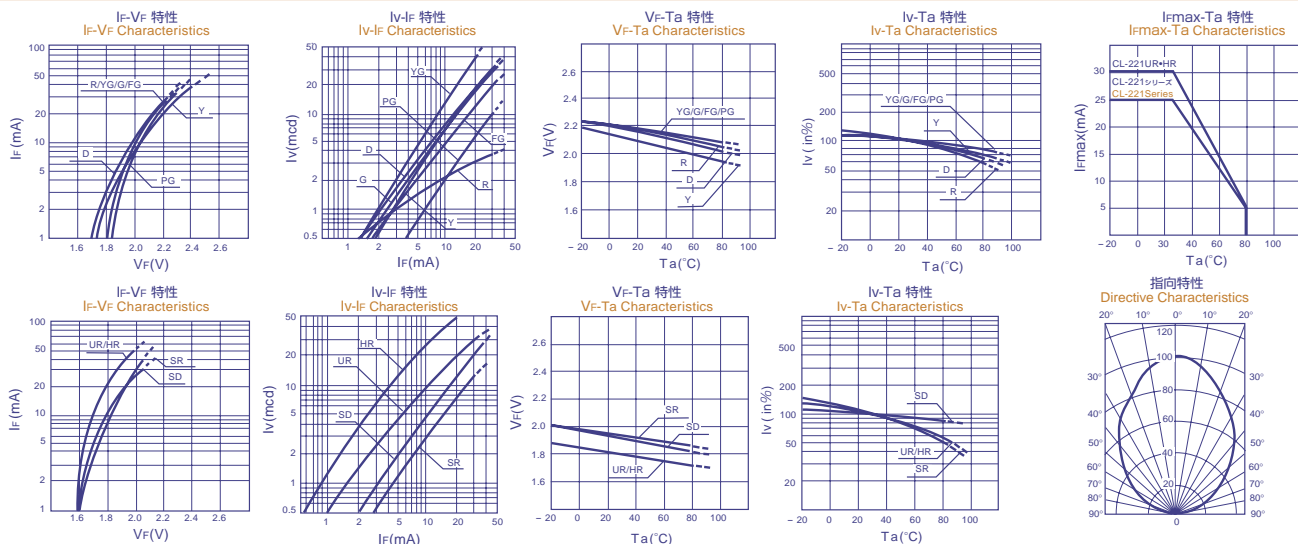 IF-VF 特性
IF-VF Characteristics
IF (mA)
100
50
20
10
5
2
1
R/YG/G/FG
Y
D
PG
1.6 1.8 2.0 2.2 2.4 2.6
VF(V)
Iv-IF 特性
Iv-IF Characteristics
Iv(mcd)
50
20
10
5
2
1
0.5
YG
PG
FG
D
G
R
Y
1 2 5 10 20 50
IF(mA)
VF-Ta 特性
VF-Ta Characteristics
VF(V)
2.6
2.4
2.2
2.0
1.8
1.6
YG/G/FG/PG
R
D
Y
－20 0 20 40 60 80 100
Ta(°C)
Iv-Ta 特性
Iv-Ta Characteristics
Iv ( in%)
500
200
100
50
20
YG/G/FG/PG
Y
D
R
－20 0 20 40 60 80 100
Ta(°C)
IFmax-Ta 特性
IFmax-Ta Characteristics
IFmax(mA)
30
25
20
15
10
5
CL-221UR•HR
CL-221シリーズ
CL-221Series
－20 0 20 40 60 80 100
Ta(°C)
IF-VF 特性
IF-VF Characteristics
IF (mA)
100
50
20
10
5
2
1
UR/HR
SR
SD
1.6 1.8 2.0 2.2 2.4 2.6
VF(V)
Iv-IF 特性
Iv-IF Characteristics
Iv(mcd)
50
20
10
5
2
1
0.5
HR
UR
SD
SR
1 2 5 10 20 50
IF(mA)
VF-Ta 特性
VF-Ta Characteristics
VF(V)
2.6
2.4
2.2
2.0
1.8
1.6
SR
SD
UR/HR
－20 0 20 40 60 80 100
Ta(°C)
Iv-Ta 特性
Iv-Ta Characteristics
Iv ( in%)
500
200
100
50
20
SD
UR/HR
SR
－20 0 20 40 60 80 100
Ta(°C)
指向特性
Directive Characteristics
20° 10° 0° 10° 20°
120
100
80
60
40
20
0
30° 30°
40° 40°
50° 50°
60° 60°
70° 70°
80° 80°
90° 90°